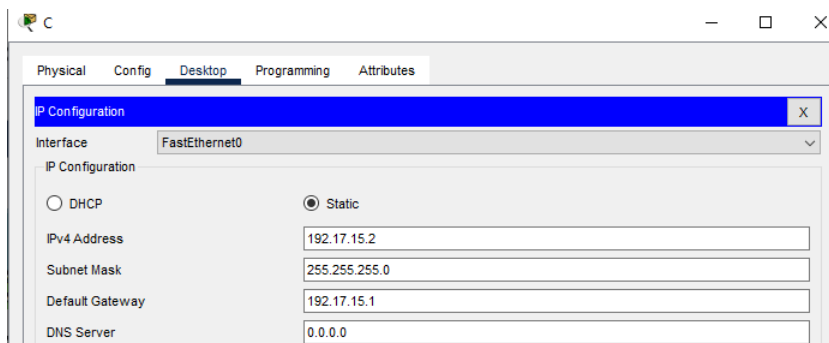 C
Physical Config Desktop Programming Attributes
IP Configuration X
Interface FastEthernet0
IP Configuration
DHCP Static
IPv4 Address 192.17.15.2
Subnet Mask 255.255.255.0
Default Gateway 192.17.15.1
DNS Server 0.0.0.0